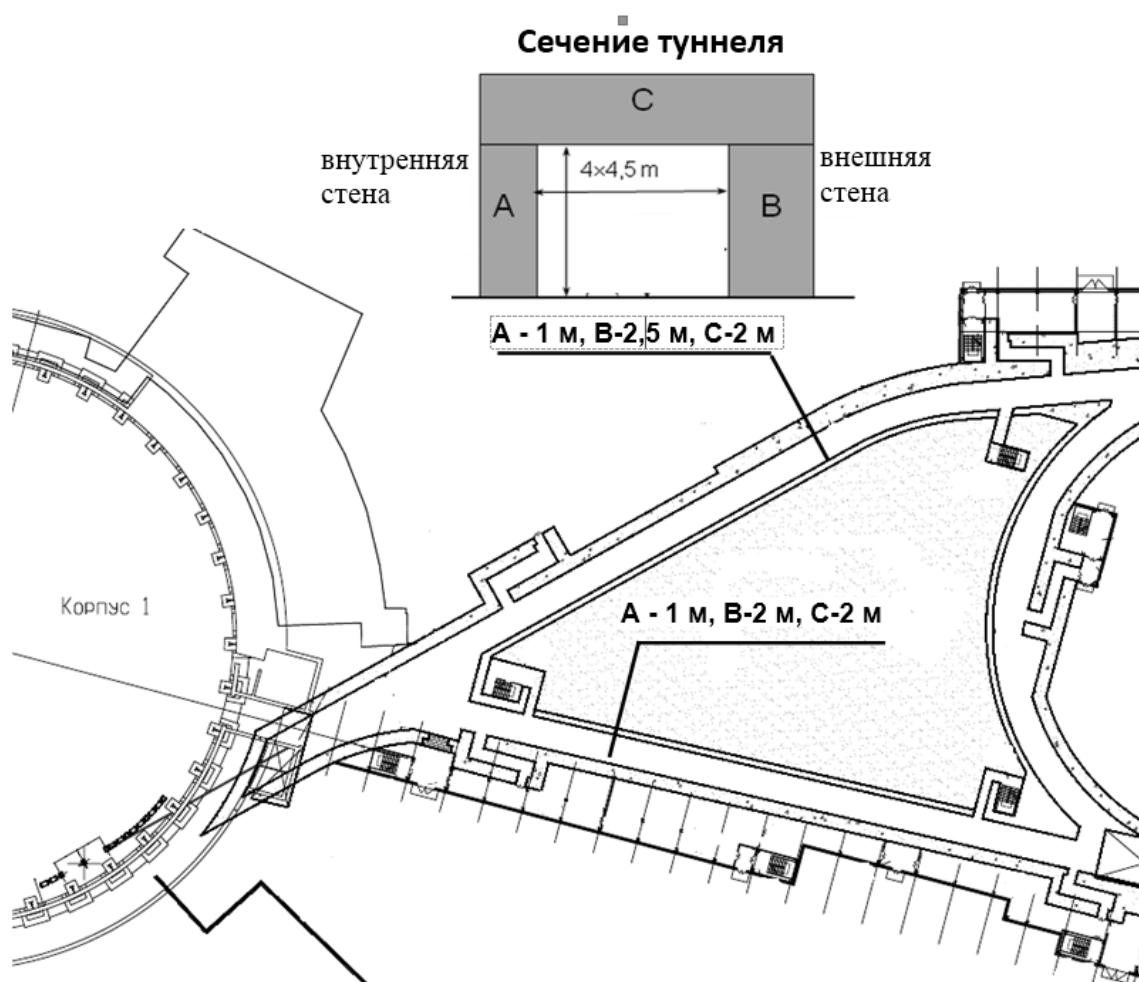 Сечение туннеля
C
внутренняя
стена
4×4,5 m
внешняя
стена
A
B
А - 1 м, В-2,5 м, С-2 м
Корпус 1
А - 1 м, В-2 м, С-2 м